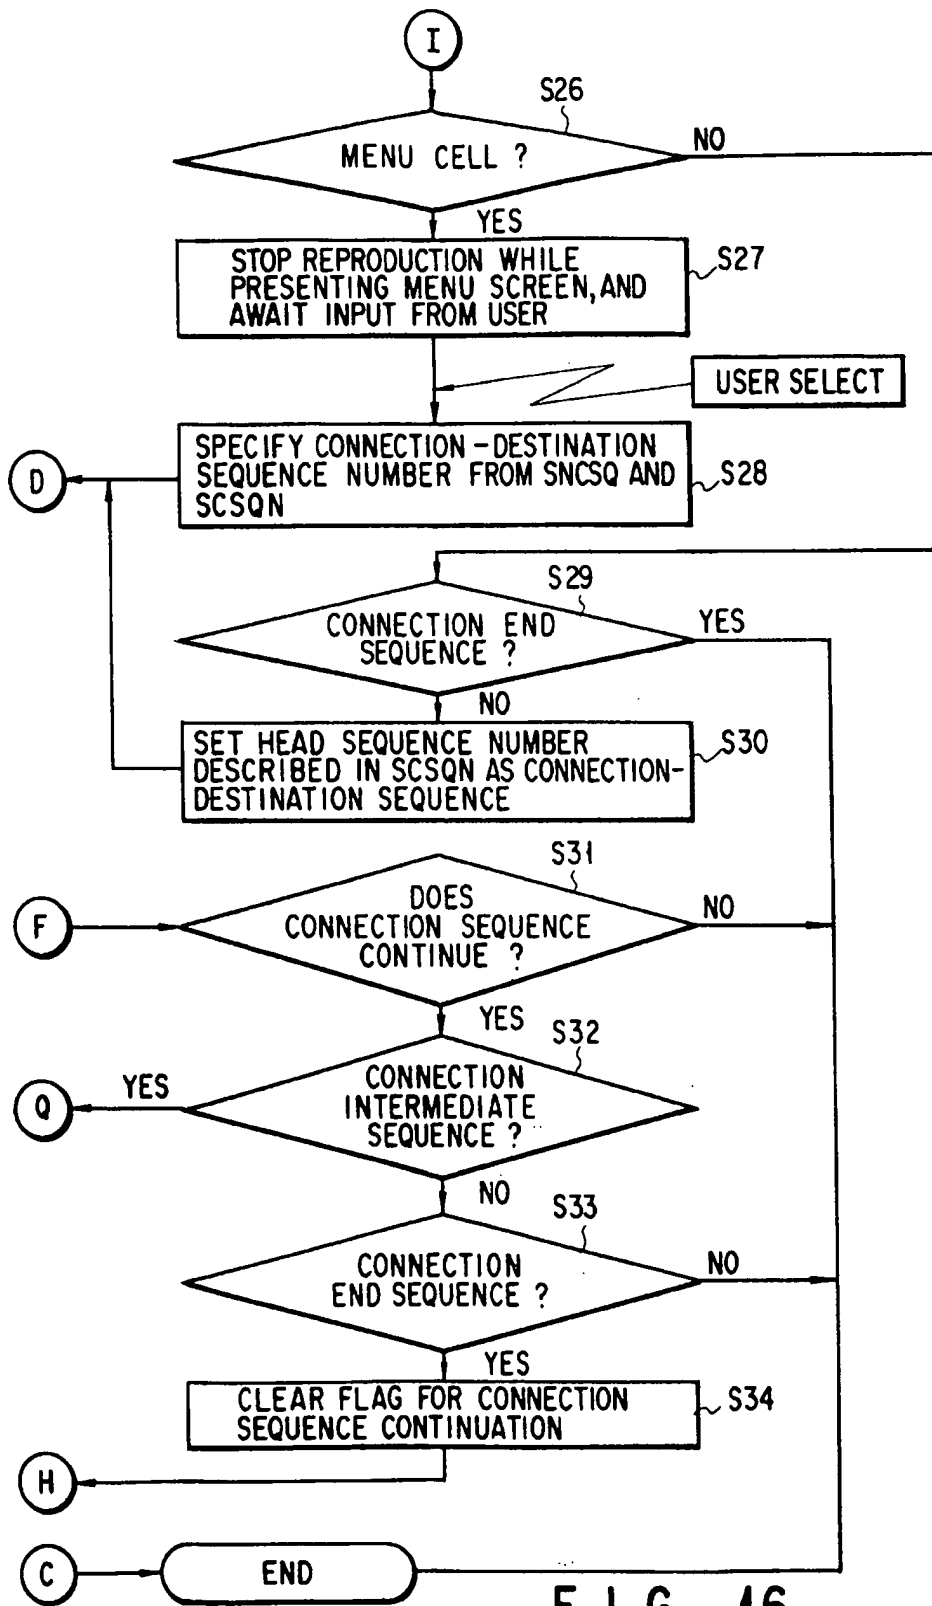 I
S26
MENU CELL ?
NO
YES
STOP REPRODUCTION WHILE
PRESENTING MENU SCREEN, AND
AWAIT INPUT FROM USER
S27
USER SELECT
SPECIFY CONNECTION-DESTINATION
SEQUENCE NUMBER FROM SNCSQ AND
SCSQN
S28
D
S29
CONNECTION END
SEQUENCE ?
YES
NO
SET HEAD SEQUENCE NUMBER
DESCRIBED IN SCSQN AS CONNECTION-
DESTINATION SEQUENCE
S30
S31
F
DOES
CONNECTION SEQUENCE
CONTINUE ?
NO
YES
S32
Q
YES
CONNECTION
INTERMEDIATE
SEQUENCE ?
NO
S33
CONNECTION
END SEQUENCE ?
NO
YES
CLEAR FLAG FOR CONNECTION
SEQUENCE CONTINUATION
S34
H
C
END
FIG. 16